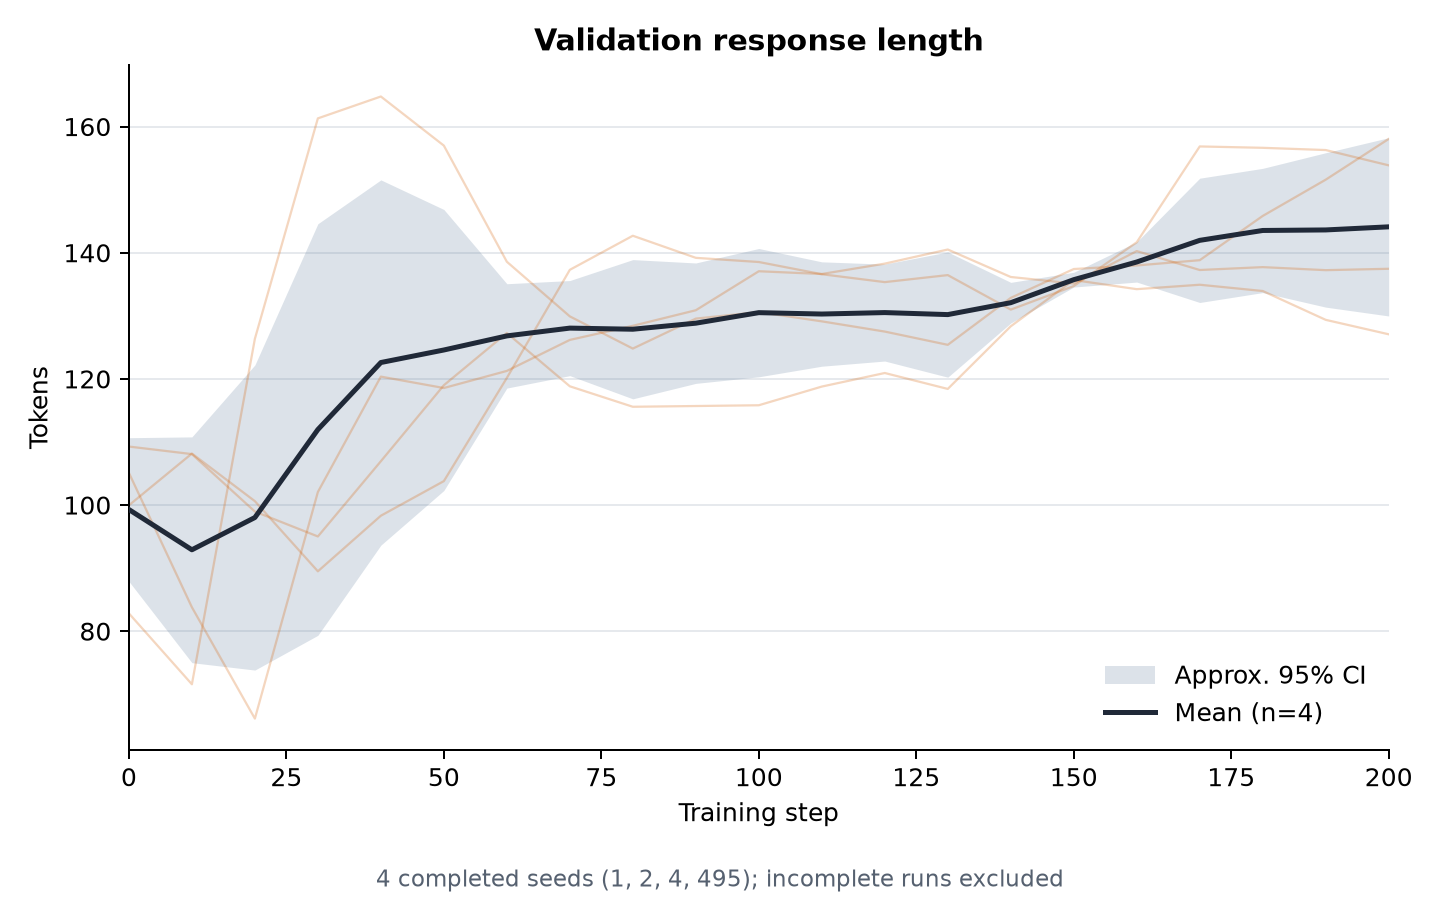 Validation response length
160
140
120
100
80
Tokens
Approx. 95% CI
Mean (n=4)
0 25 50 75 100 125 150 175 200
Training step
4 completed seeds (1, 2, 4, 495); incomplete runs excluded